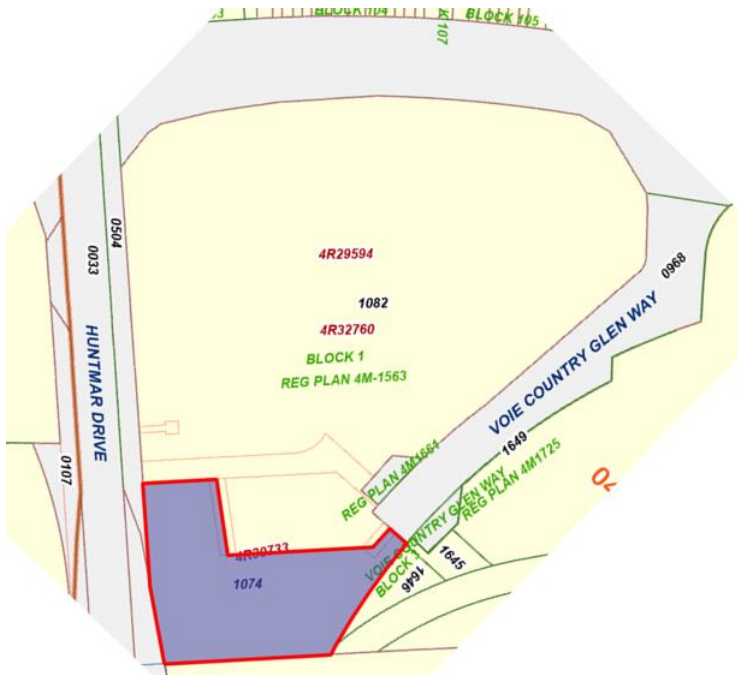 BLOCK 104
BLOCK 105
K 107
0504
0033
4R29594
0968
1082
4R32760
BLOCK 1
REG PLAN 4M-1563
HUNTMAR DRIVE
VOIE COUNTRY GLEN WAY
1649
0107
REG PLAN 4M1661
REG PLAN 4M1725
VOIE COUNTRY GLEN WAY
4R30733
1074
BLOCK
1645
1646